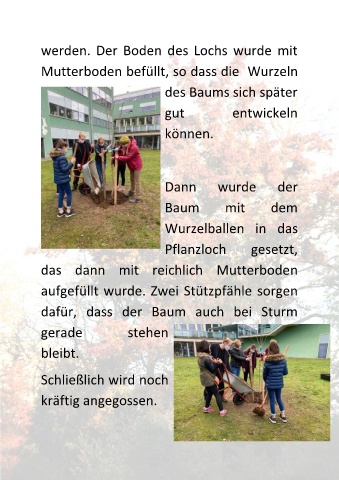 werden. Der Boden des Lochs wurde mit
Mutterboden befüllt, so dass die Wurzeln
des Baums sich später
gut entwickeln
können.
Dann wurde der
Baum mit dem
Wurzelballen in das
Pflanzloch gesetzt,
das dann mit reichlich Mutterboden
aufgefüllt wurde. Zwei Stützpfähle sorgen
dafür, dass der Baum auch bei Sturm
gerade stehen
bleibt.
Schließlich wird noch
kräftig angegossen.